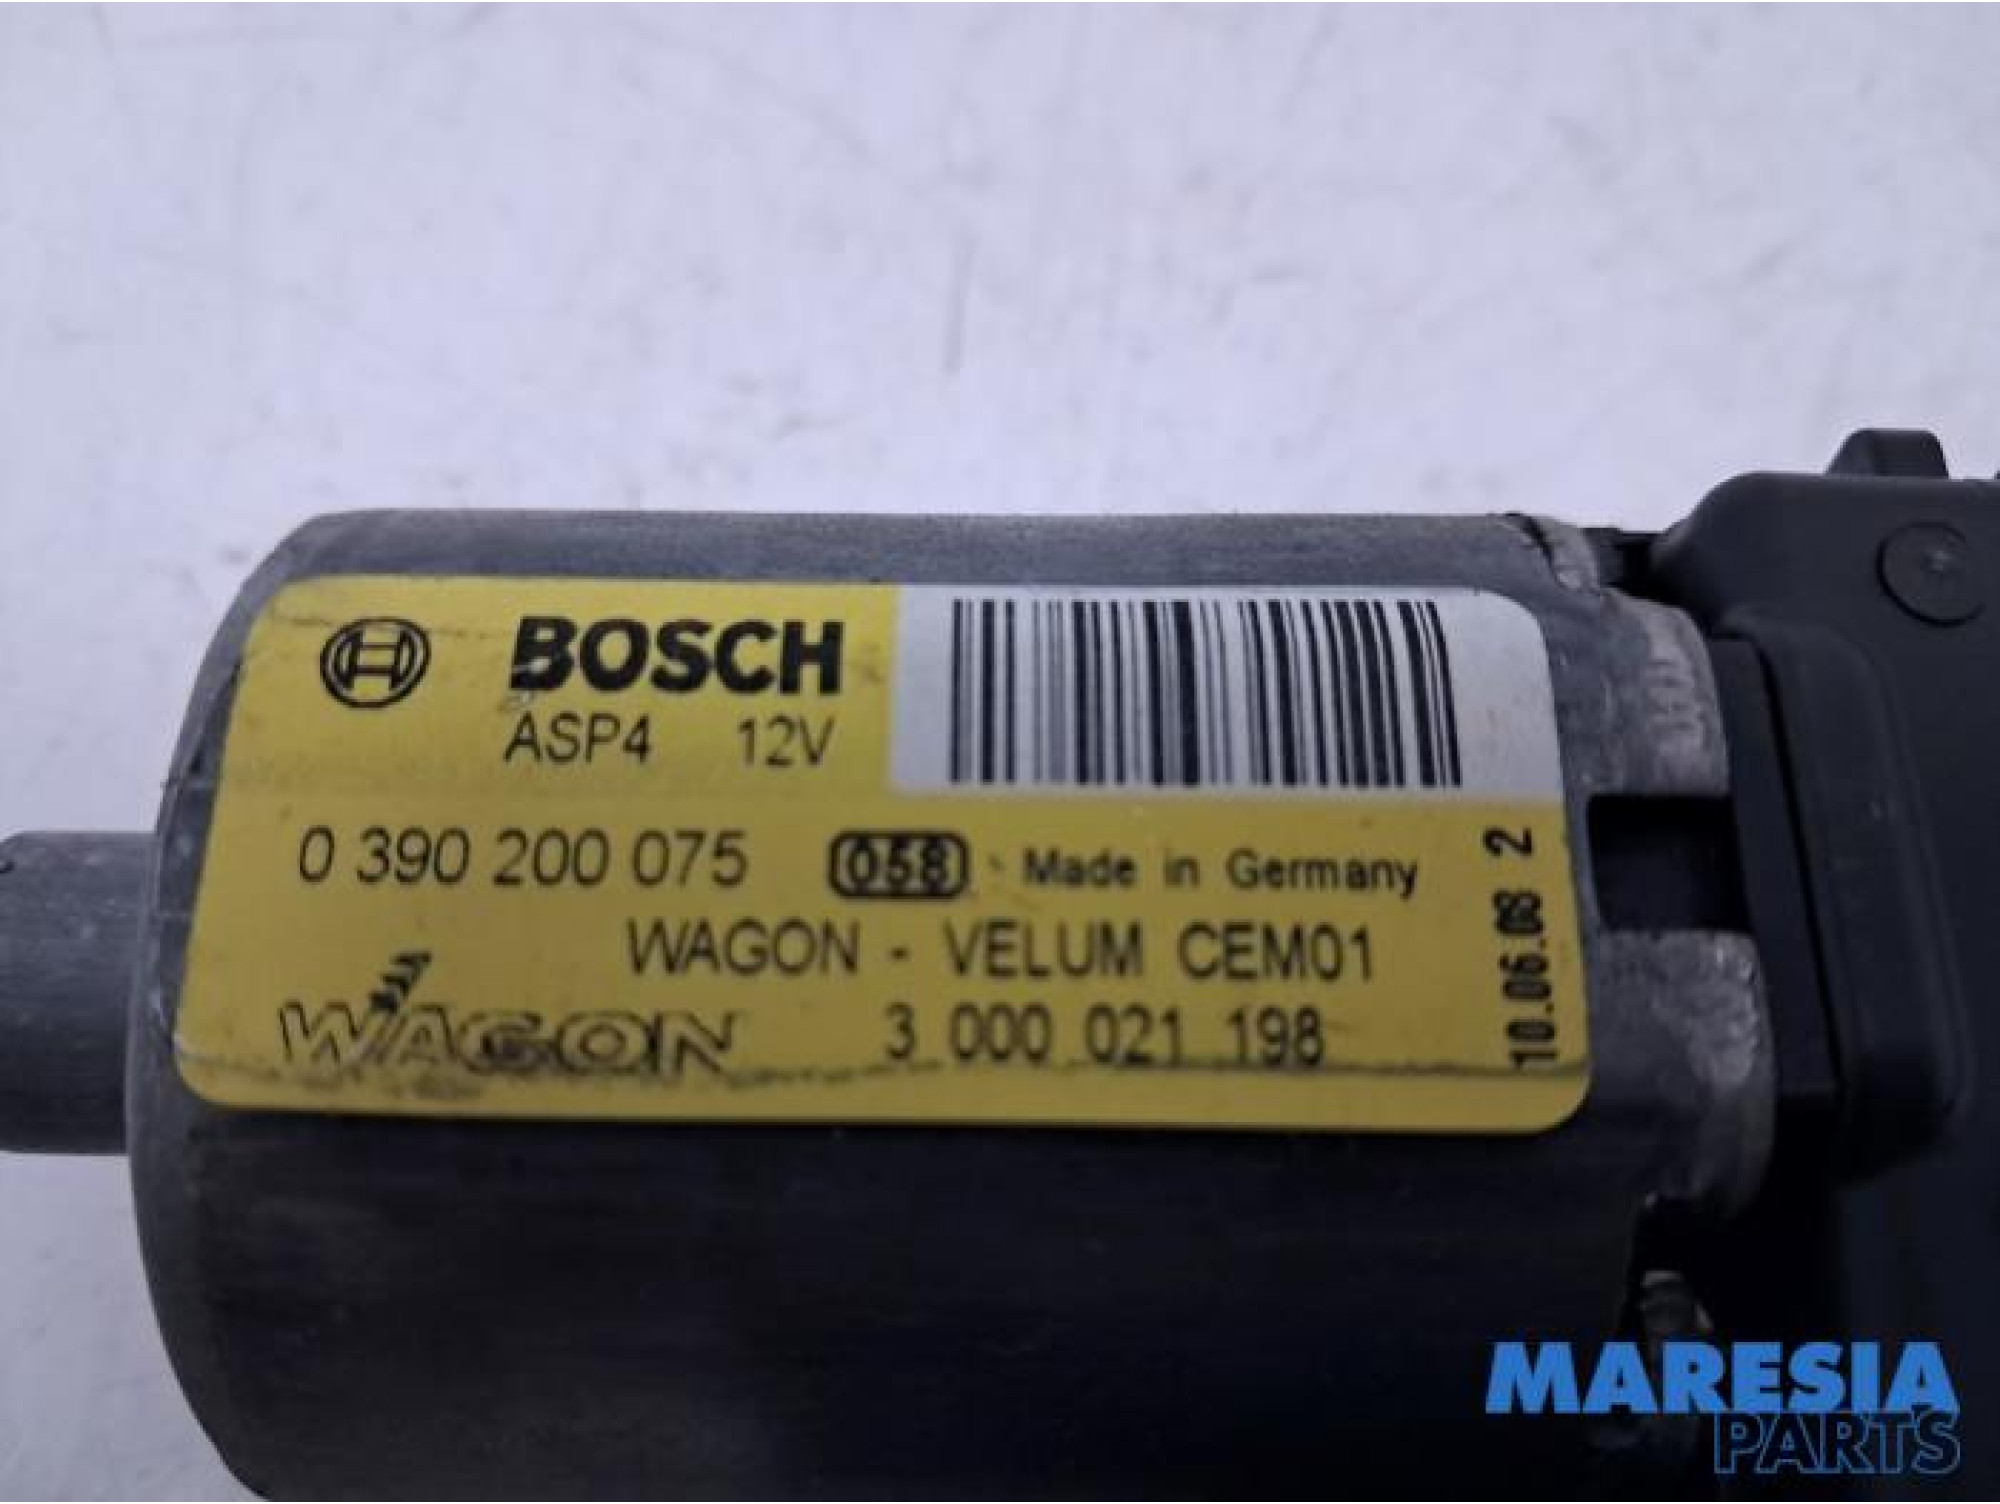 BOSCH
ASP4 12V
0 390 200 075 058 Made in Germany
WAGON - VELUM CEM01
WAGON 3 000 021 198
10.06.08 2
MARESIA
PARTS